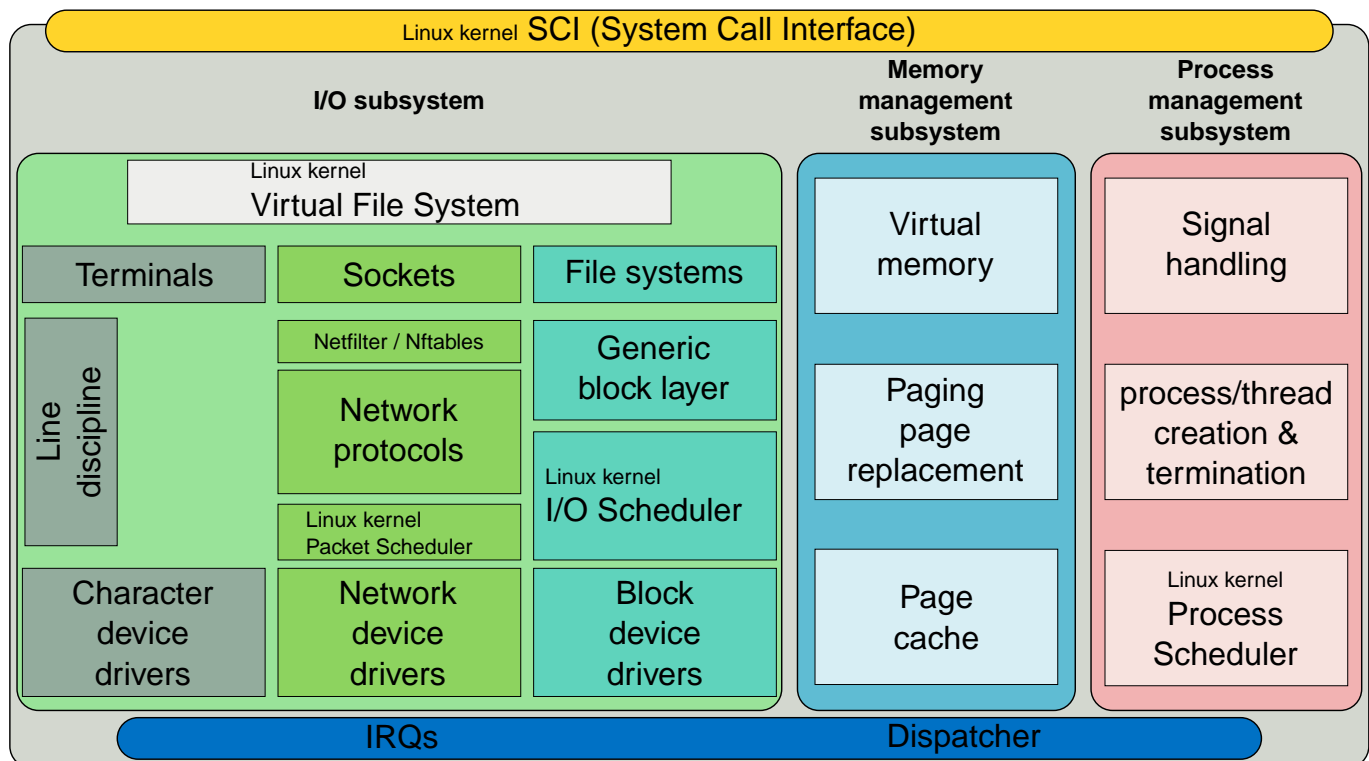 Linux kernel SCI (System Call Interface)
I/O subsystem
Memory
management
subsystem
Process
management
subsystem
Linux kernel
Virtual File System
Terminals
Sockets
File systems
Line
discipline
Netfilter / Nftables
Network
protocols
Linux kernel
Packet Scheduler
Generic
block layer
Linux kernel
I/O Scheduler
Character
device
drivers
Network
device
drivers
Block
device
drivers
Virtual
memory
Paging
page
replacement
Page
cache
Signal
handling
process/thread
creation &
termination
Linux kernel
Process
Scheduler
IRQs
Dispatcher